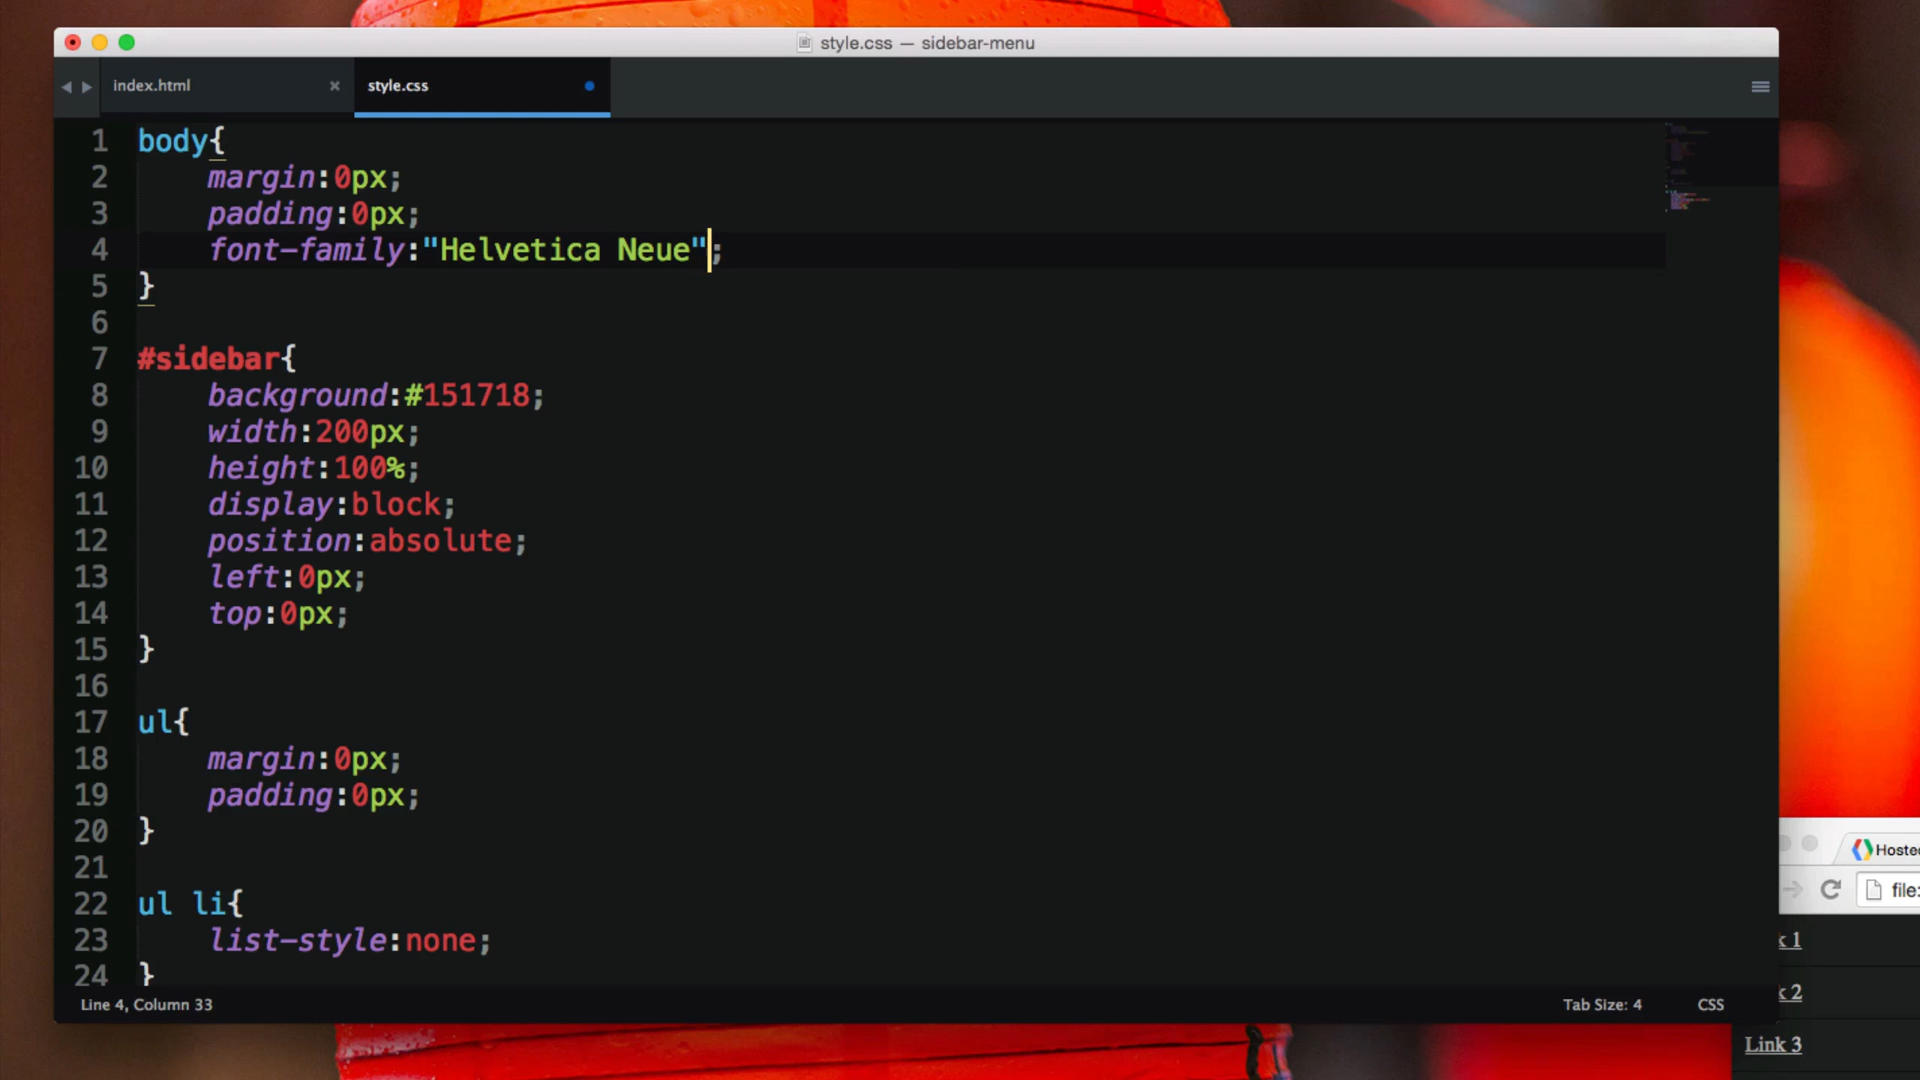 style.css — sidebar-menu
index.html
style.css
1 body{
2 margin:0px;
3 padding:0px;
4 font-family:"Helvetica Neue";
5 }
6
7 #sidebar{
8 background:#151718;
9 width:200px;
10 height:100%;
11 display:block;
12 position:absolute;
13 left:0px;
14 top:0px;
15 }
16
17 ul{
18 margin:0px;
19 padding:0px;
20 }
21
22 ul li{
23 list-style:none;
24 }
Line 4, Column 33
Tab Size: 4
CSS
Hosted
file:
k 1
k 2
Link 3